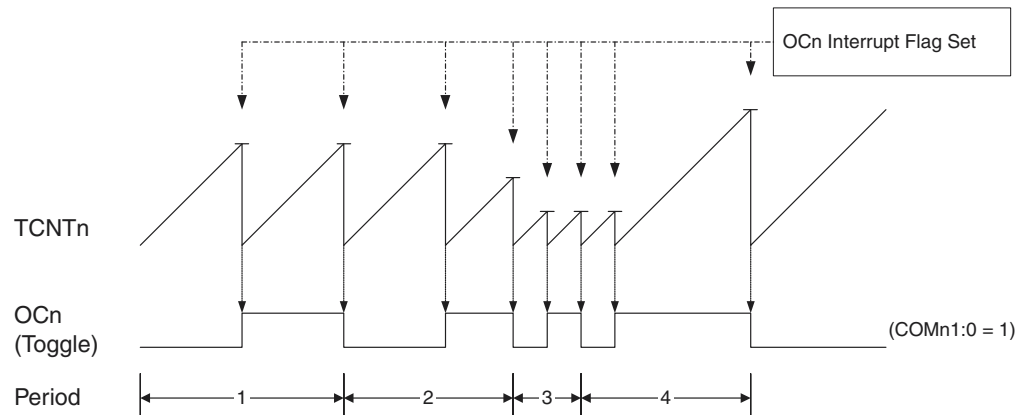 OCn Interrupt Flag Set
TCNTn
OCn
(Toggle)
(COMn1:0 = 1)
Period
1
2
3
4